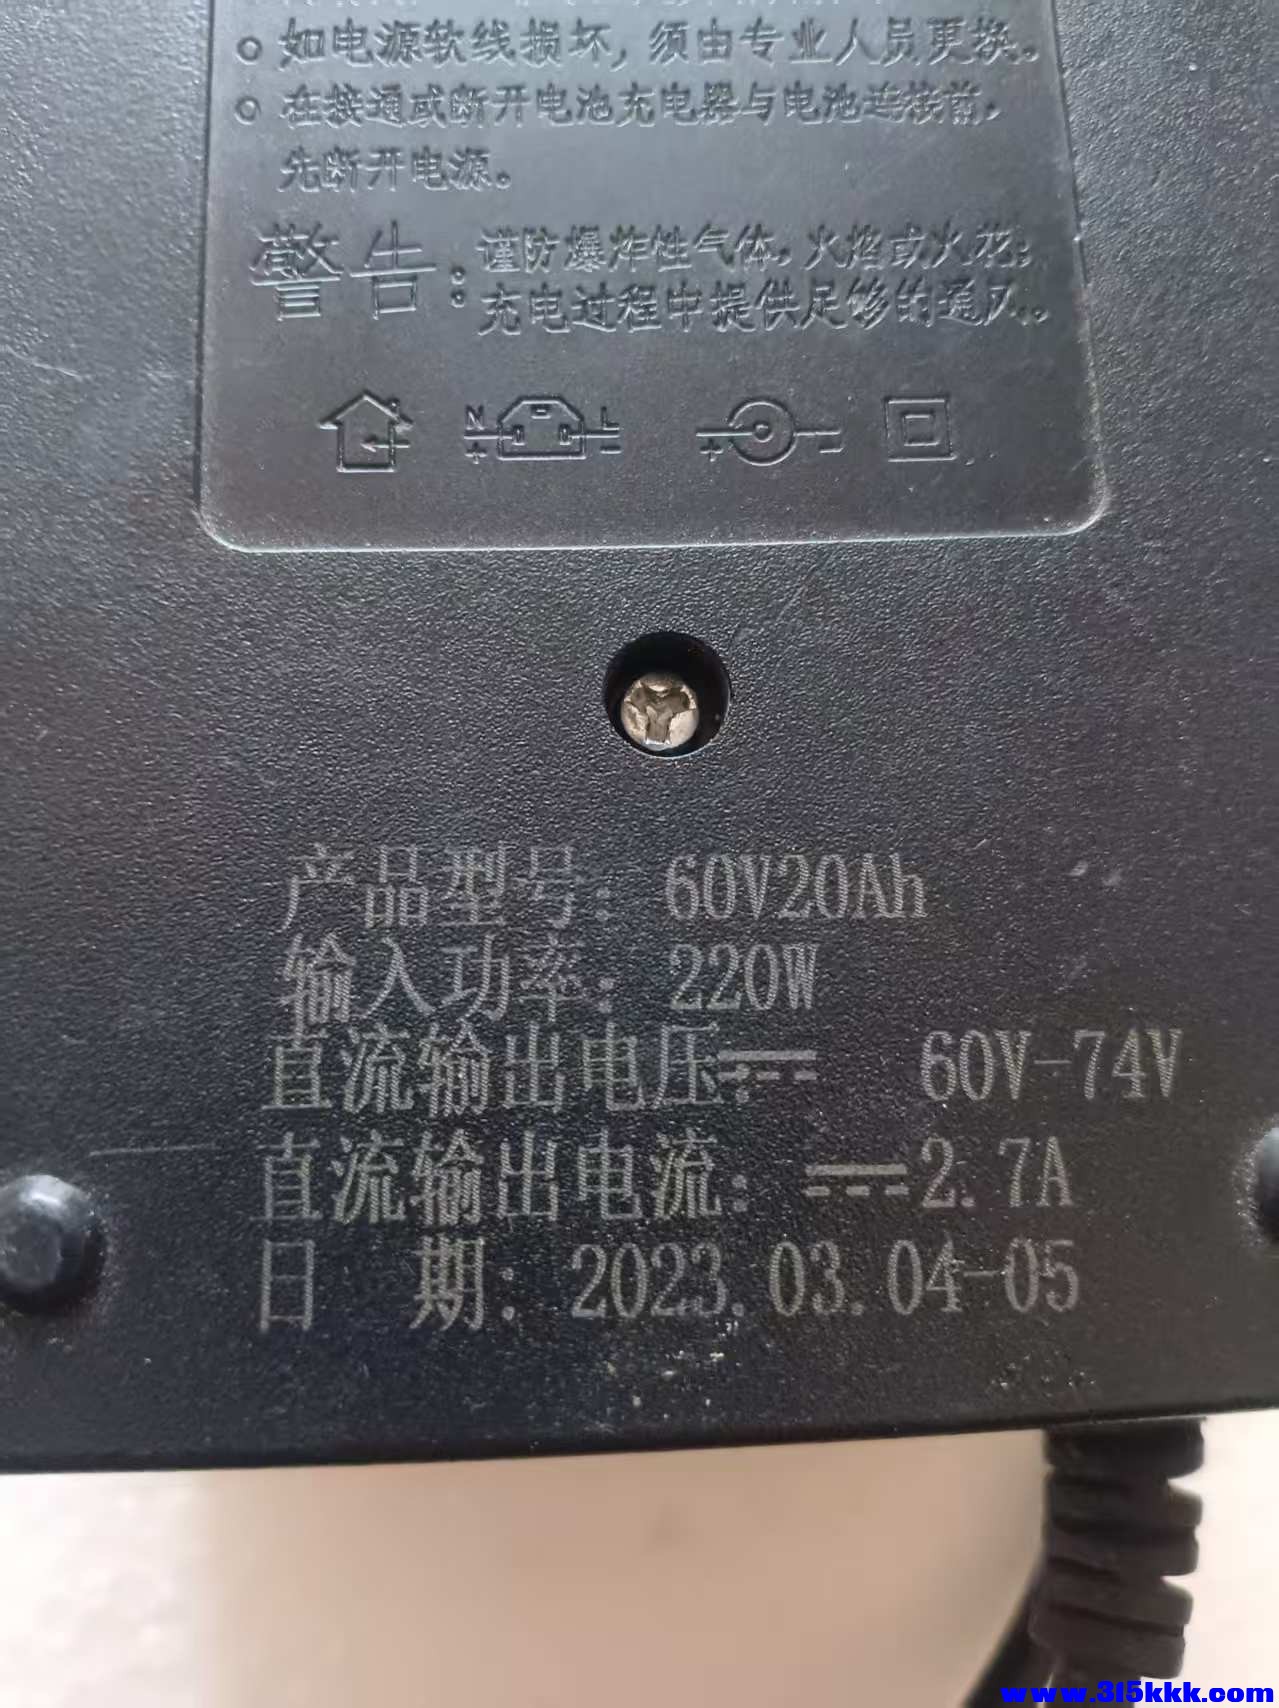 ○ 如电源软线损坏,须由专业人员更换。
○ 在接通或断开电池充电器与电池连接前,
先断开电源。
警告:谨防爆炸性气体,火焰或火花;
充电过程中提供足够的通风。
N L
+ - + -
产品型号: 60V20Ah
输入功率: 220W
直流输出电压: 60V-74V
直流输出电流: 2.7A
日 期: 2023.03.04-05
www.315kkk.com